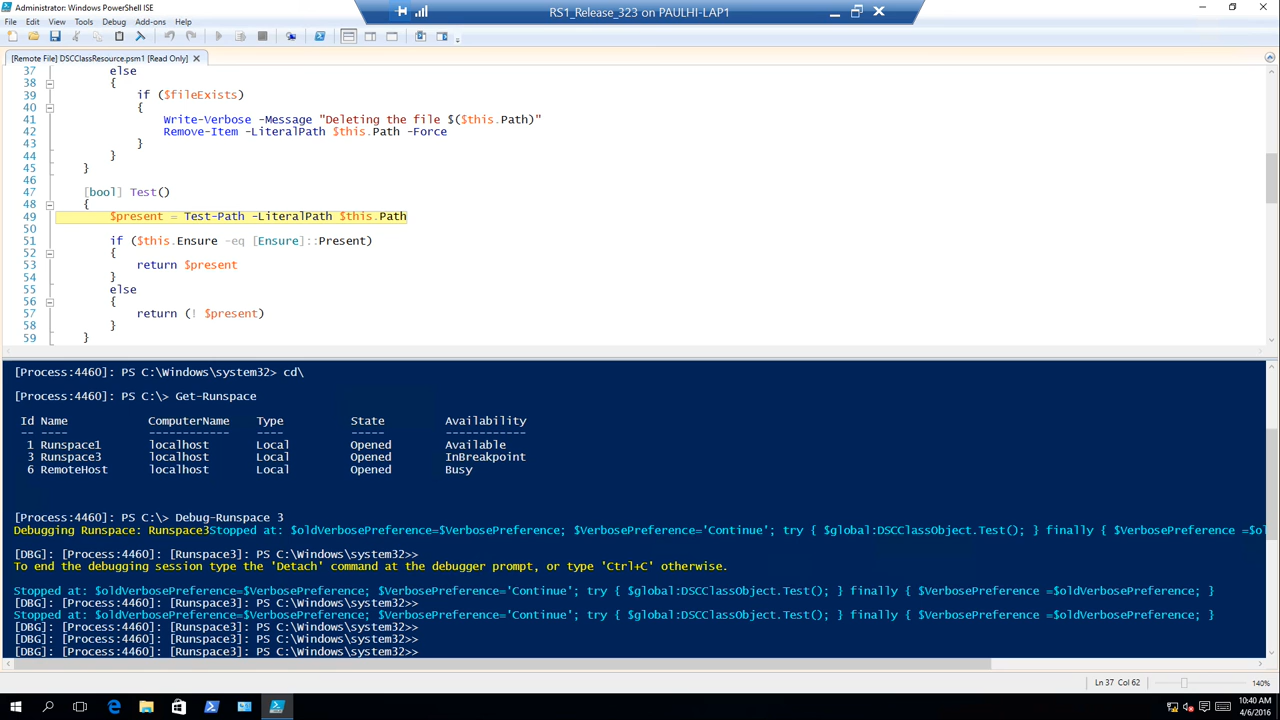 Administrator: Windows PowerShell ISE
RS1_Release_323 on PAULHI-LAP1
File Edit View Tools Debug Add-ons Help
[Remote File] DSCClassResource.psm1 [Read Only]
37 else
38 {
39 if ($fileExists)
40 {
41 Write-Verbose -Message "Deleting the file $($this.Path)"
42 Remove-Item -LiteralPath $this.Path -Force
43 }
44 }
45 }
46
47 [bool] Test()
48 {
49 $present = Test-Path -LiteralPath $this.Path
50
51 if ($this.Ensure -eq [Ensure]::Present)
52 {
53 return $present
54 }
55 else
56 {
57 return (! $present)
58 }
59 }
[Process:4460]: PS C:\Windows\system32> cd\
[Process:4460]: PS C:\> Get-Runspace
Id Name ComputerName Type State Availability
-- ---- ------------ ---- ----- ------------
1 Runspace1 localhost Local Opened Available
3 Runspace3 localhost Local Opened InBreakpoint
6 RemoteHost localhost Local Opened Busy
[Process:4460]: PS C:\> Debug-Runspace 3
Debugging Runspace: Runspace3Stopped at: $oldVerbosePreference=$VerbosePreference; $VerbosePreference='Continue'; try { $global:DSCClassObject.Test(); } finally { $VerbosePreference =$ol
[DBG]: [Process:4460]: [Runspace3]: PS C:\Windows\system32>>
To end the debugging session type the 'Detach' command at the debugger prompt, or type 'Ctrl+C' otherwise.
Stopped at: $oldVerbosePreference=$VerbosePreference; $VerbosePreference='Continue'; try { $global:DSCClassObject.Test(); } finally { $VerbosePreference =$oldVerbosePreference; }
[DBG]: [Process:4460]: [Runspace3]: PS C:\Windows\system32>>
Stopped at: $oldVerbosePreference=$VerbosePreference; $VerbosePreference='Continue'; try { $global:DSCClassObject.Test(); } finally { $VerbosePreference =$oldVerbosePreference; }
[DBG]: [Process:4460]: [Runspace3]: PS C:\Windows\system32>>
[DBG]: [Process:4460]: [Runspace3]: PS C:\Windows\system32>>
[DBG]: [Process:4460]: [Runspace3]: PS C:\Windows\system32>>
Ln 37 Col 62
140%
10:40 AM
4/6/2016